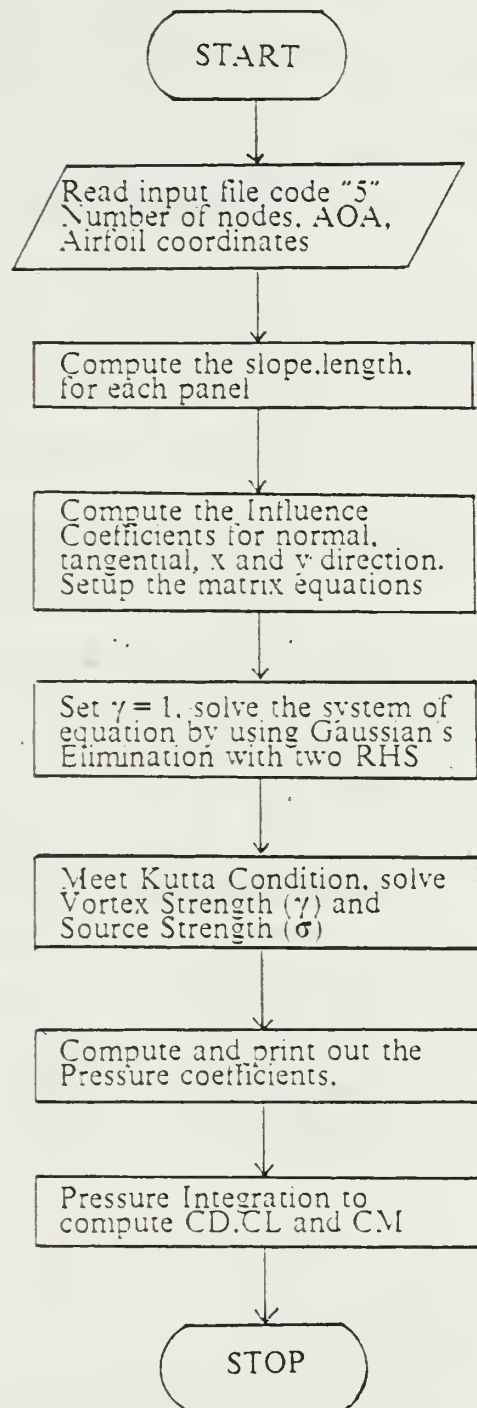 START
Read input file code "5"
Number of nodes, AOA,
Airfoil coordinates
Compute the slope,length,
for each panel
Compute the Influence
Coefficients for normal,
tangential, x and y direction.
Setup the matrix equations
Set γ = 1, solve the system of
equation by using Gaussian's
Elimination with two RHS
Meet Kutta Condition, solve
Vortex Strength (γ) and
Source Strength (σ)
Compute and print out the
Pressure coefficients.
Pressure Integration to
compute CD,CL and CM
STOP